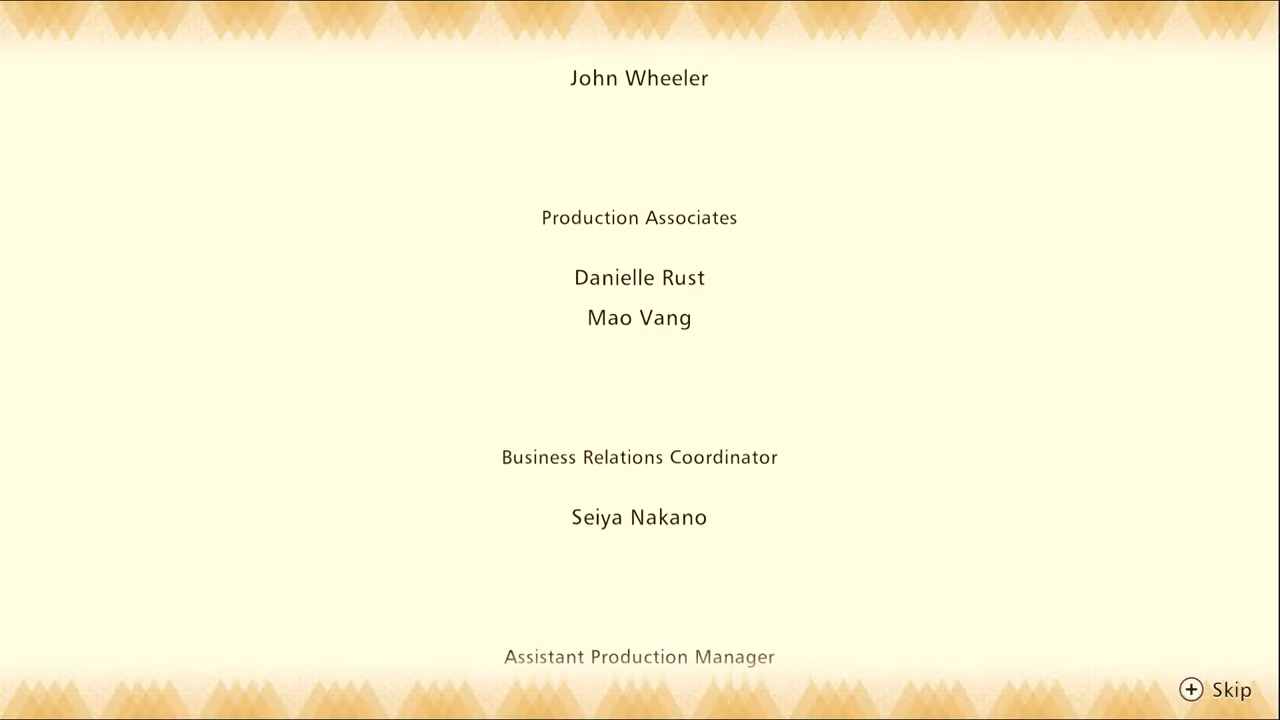 John Wheeler
Production Associates
Danielle Rust
Mao Vang
Business Relations Coordinator
Seiya Nakano
Assistant Production Manager
Skip